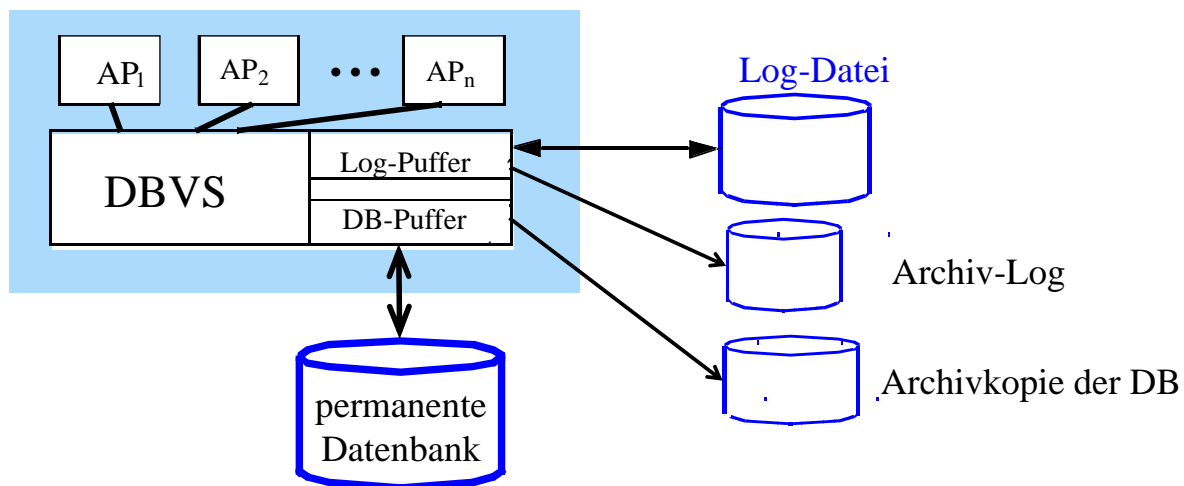 AP1 AP2 • • • APn
Log-Datei
Log-Puffer
DBVS
DB-Puffer
Archiv-Log
Archivkopie der DB
permanente
Datenbank